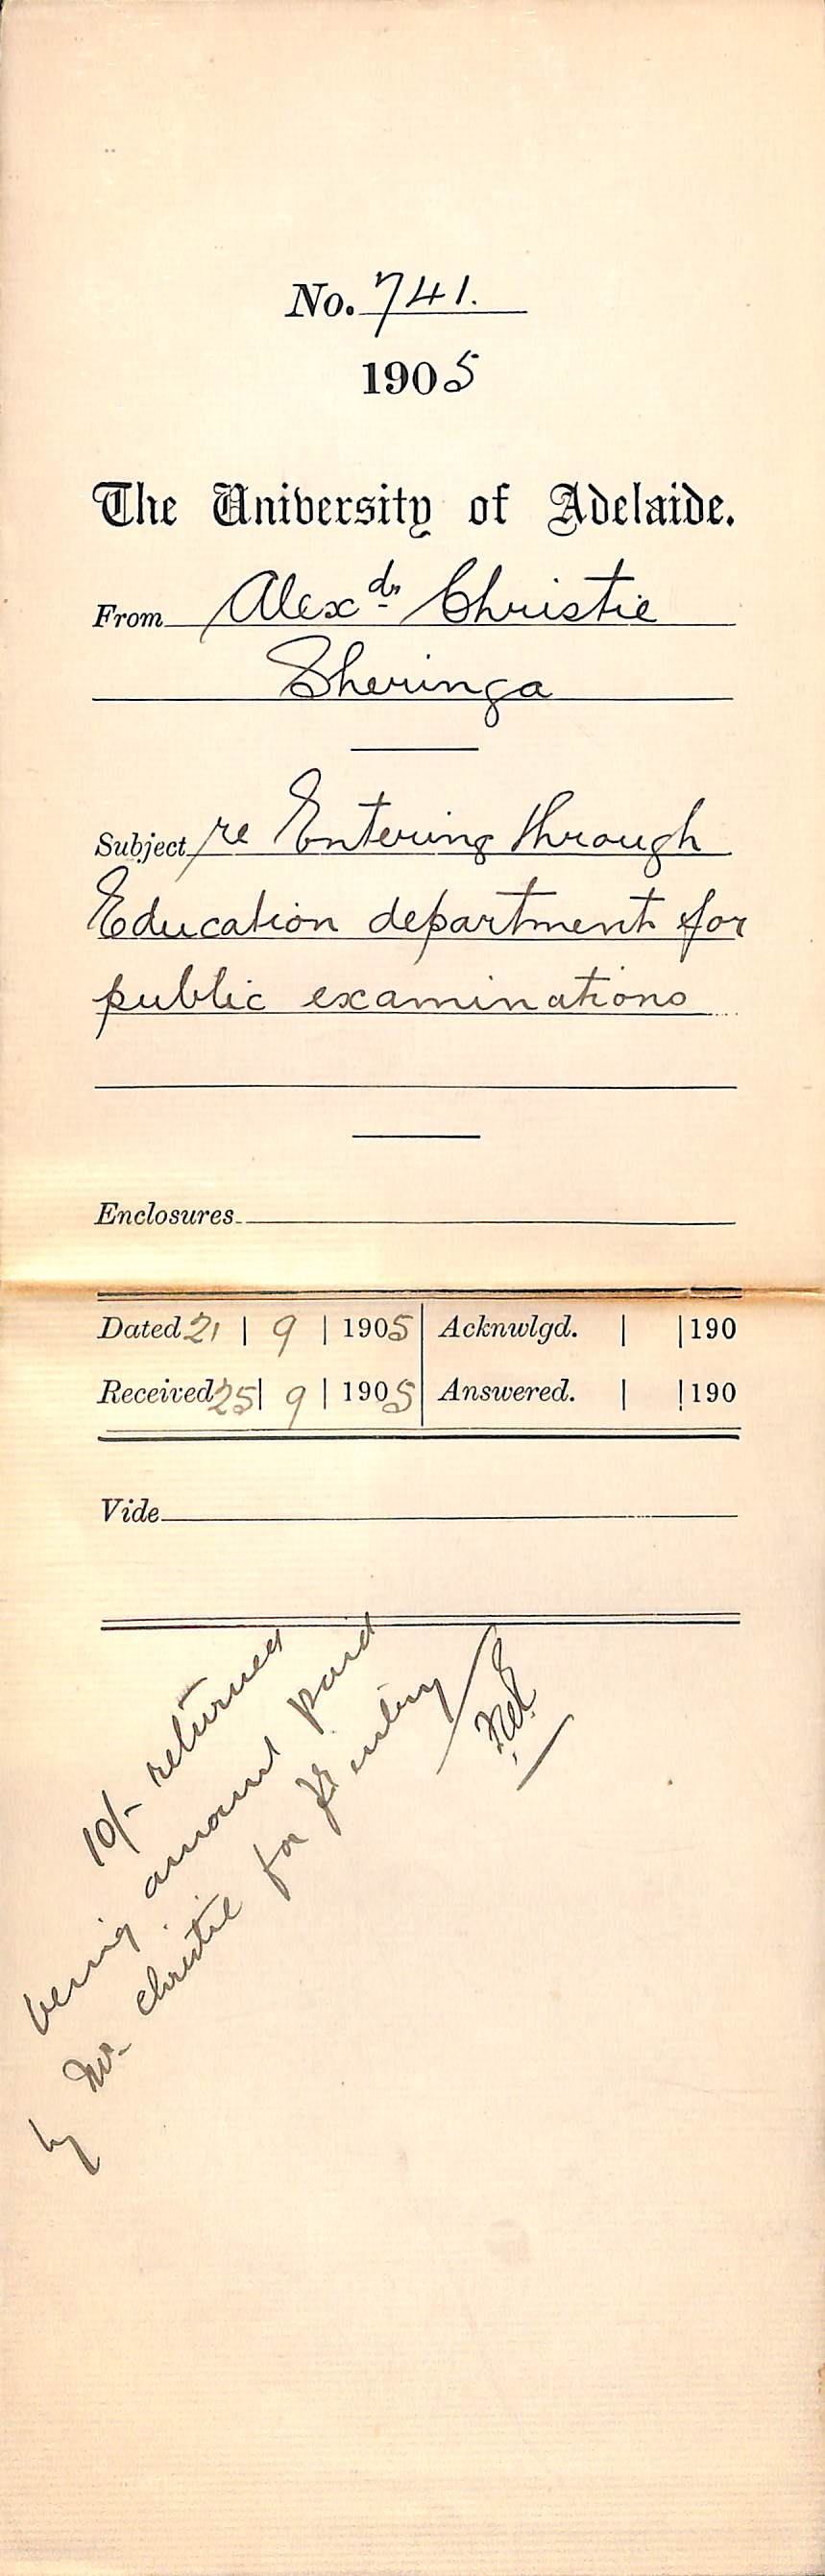 No. 741.
1905
The University of Adelaide.
From Alexdr. Christie
Sheringa
Subject re Entering through
Education department for
public examinations
Enclosures
Dated 21 | 9 | 1905 Acknwlgd. | | 190
Received 25 | 9 | 1905 Answered. | | 190
Vide
10/- returned
being amount paid
by Mr. Christie for entry